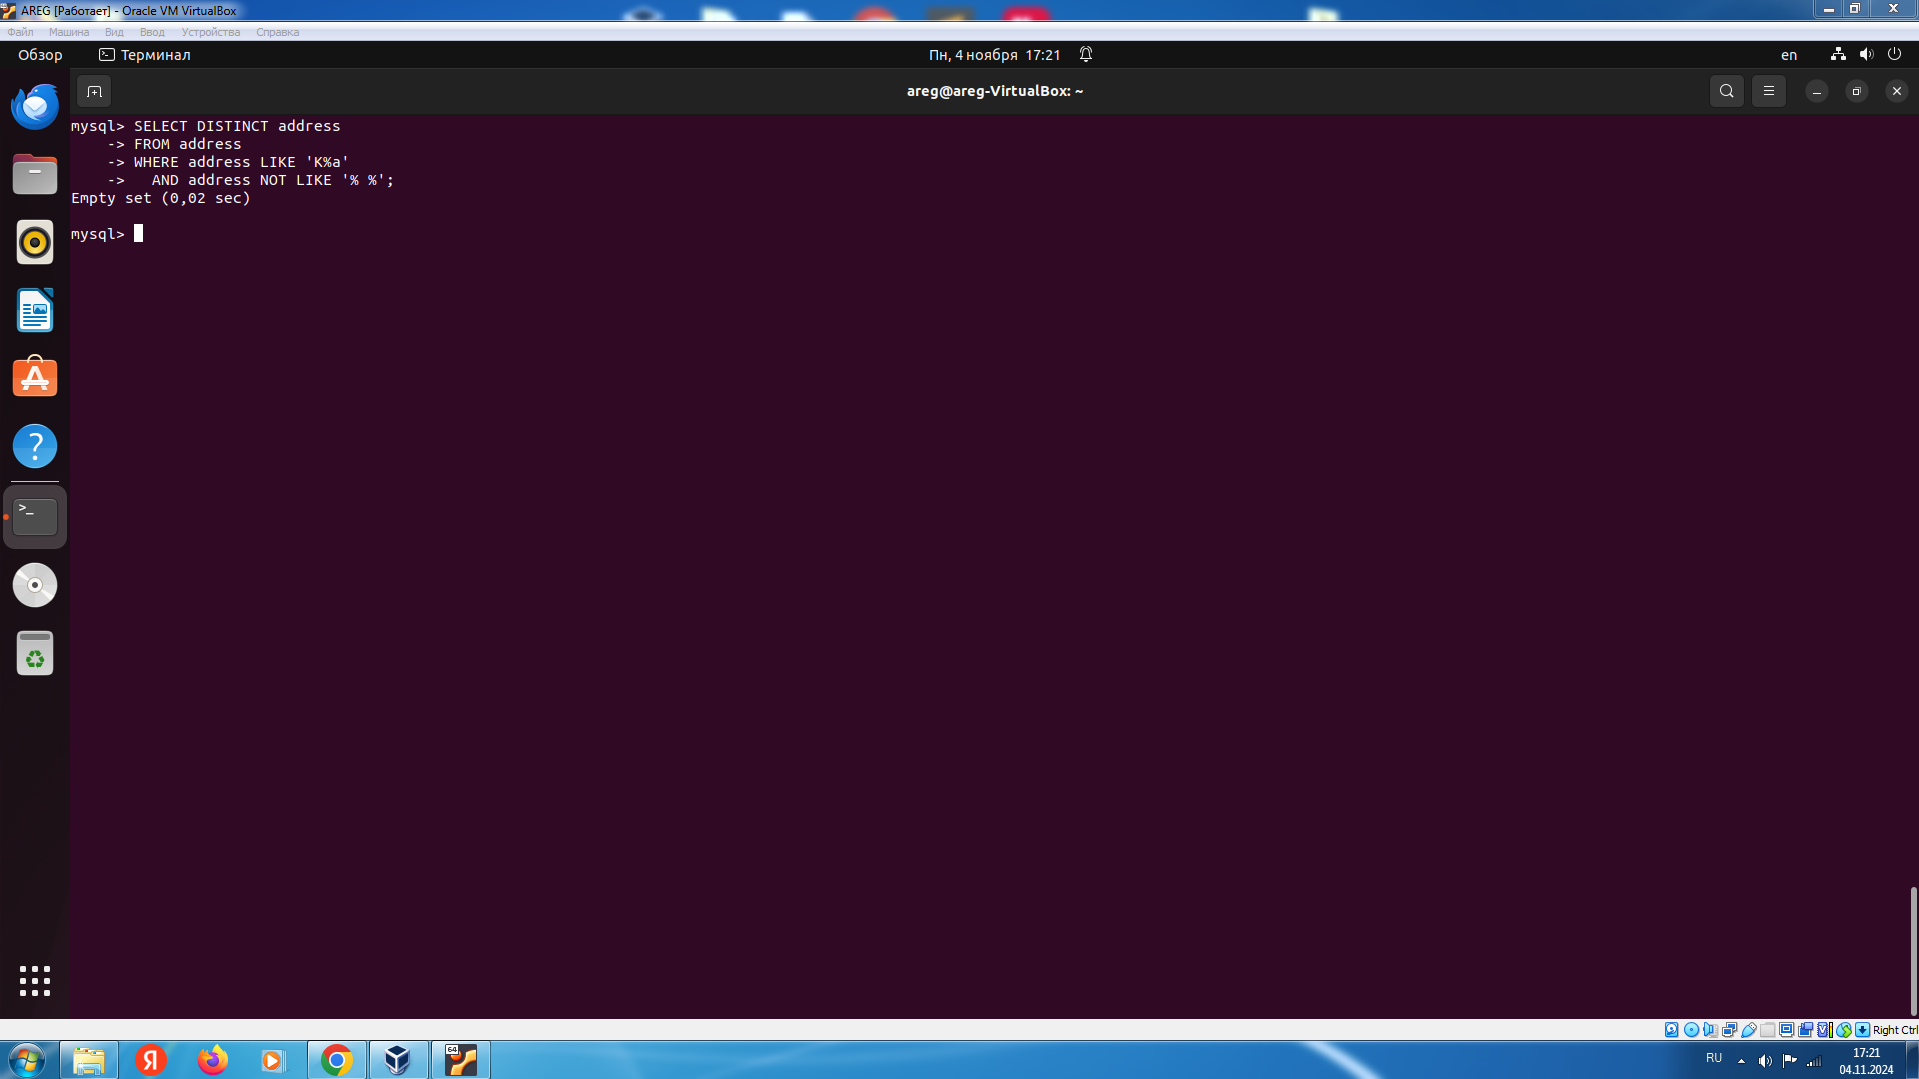 AREG [Работает] - Oracle VM VirtualBox
Файл Машина Вид Ввод Устройства Справка
Обзор Терминал Пн, 4 ноября 17:21 en
areg@areg-VirtualBox: ~
mysql> SELECT DISTINCT address
    -> FROM address
    -> WHERE address LIKE 'K%a'
    ->   AND address NOT LIKE '% %';
Empty set (0,02 sec)
mysql>
Right Ctrl
RU 17:21
04.11.2024